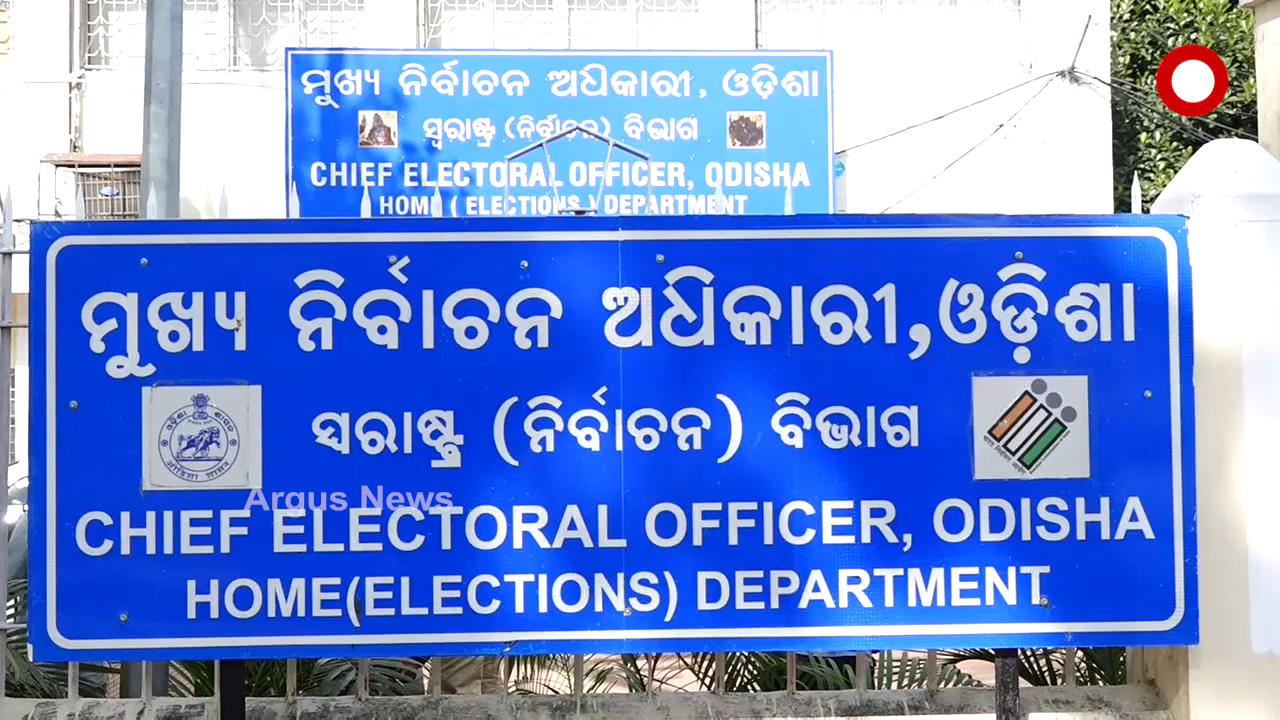 ମୁଖ୍ୟ ନିର୍ବାଚନ ଅଧିକାରୀ, ଓଡ଼ିଶା
ସ୍ୱରାଷ୍ଟ୍ର (ନିର୍ବାଚନ) ବିଭାଗ
CHIEF ELECTORAL OFFICER, ODISHA
HOME ( ELECTIONS ) DEPARTMENT
ମୁଖ୍ୟ ନିର୍ବାଚନ ଅଧିକାରୀ,ଓଡ଼ିଶା
ସ୍ୱରାଷ୍ଟ୍ର (ନିର୍ବାଚନ) ବିଭାଗ
Argus News
CHIEF ELECTORAL OFFICER, ODISHA
HOME(ELECTIONS) DEPARTMENT